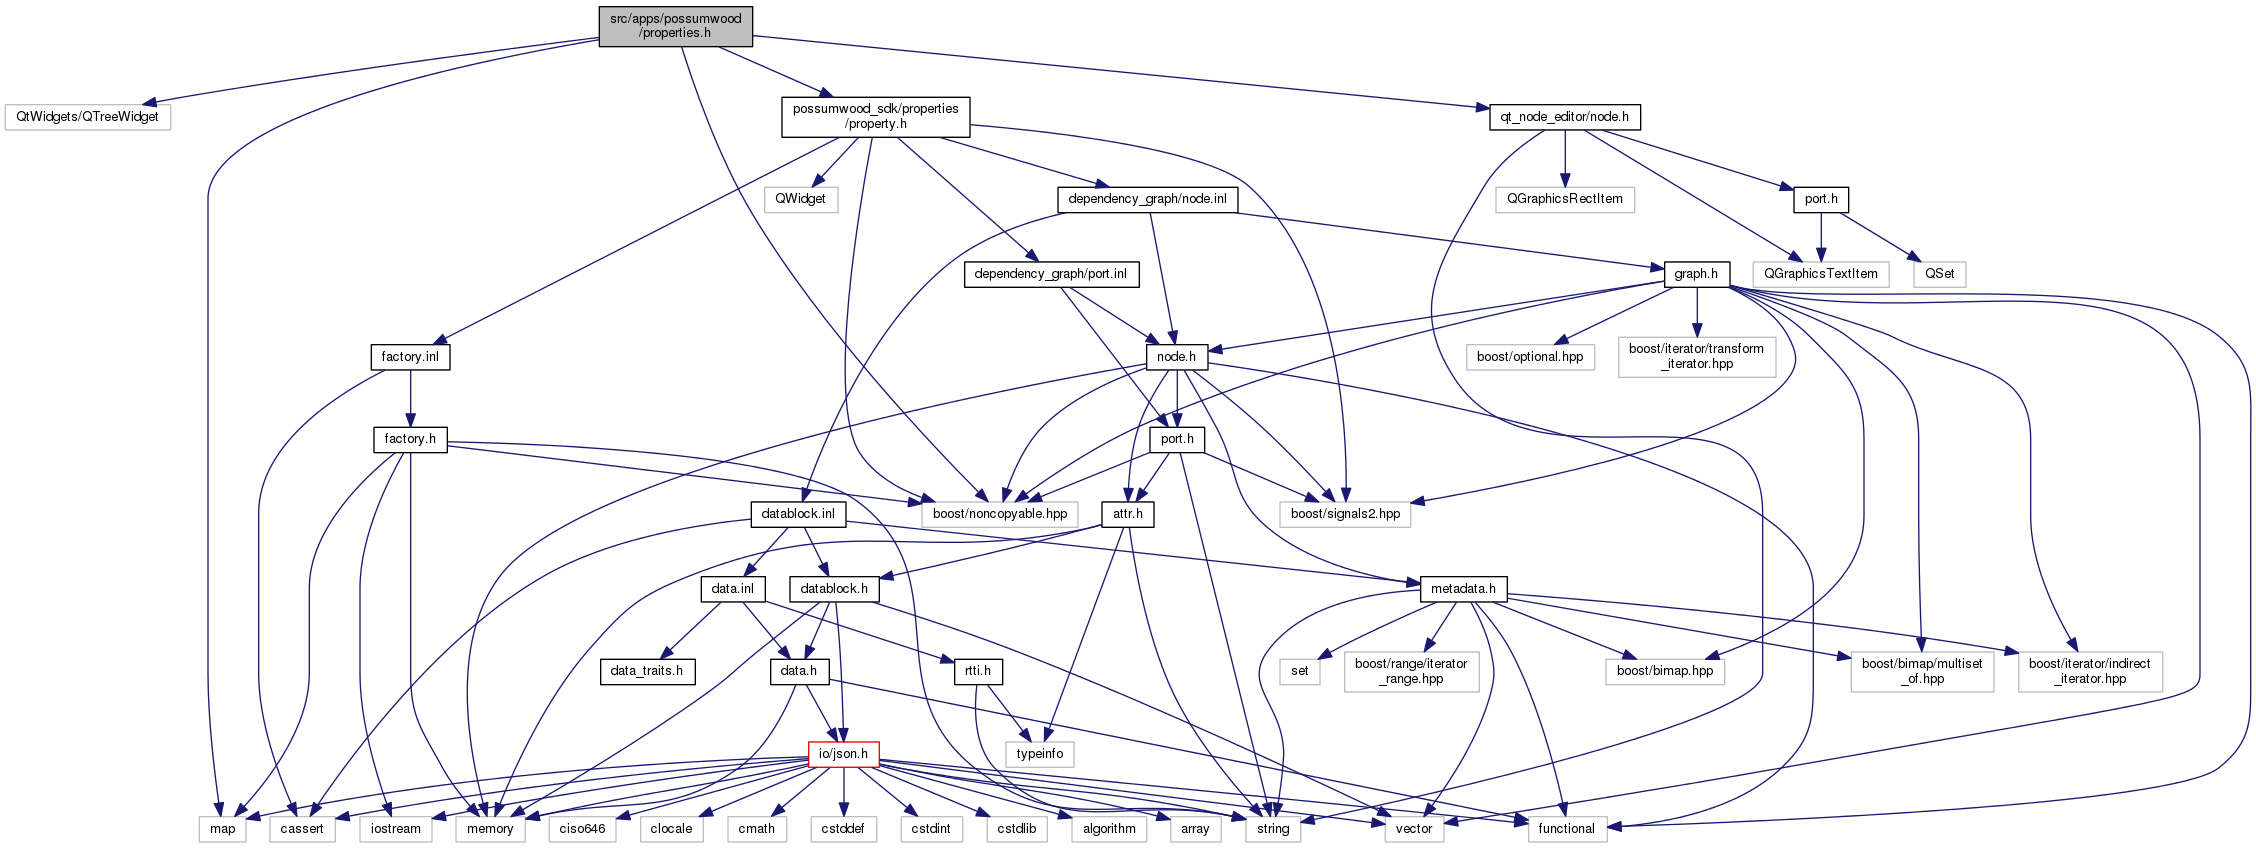 src/apps/possumwood
/properties.h
QtWidgets/QTreeWidget
possumwood_sdk/properties
/property.h
qt_node_editor/node.h
QWidget
dependency_graph/node.inl
QGraphicsRectItem
port.h
dependency_graph/port.inl
graph.h
QGraphicsTextItem
QSet
factory.inl
node.h
boost/optional.hpp
boost/iterator/transform
_iterator.hpp
factory.h
port.h
datablock.inl
boost/noncopyable.hpp
attr.h
boost/signals2.hpp
data.inl
datablock.h
metadata.h
data_traits.h
data.h
rtti.h
set
boost/range/iterator
_range.hpp
boost/bimap.hpp
boost/bimap/multiset
_of.hpp
boost/iterator/indirect
_iterator.hpp
io/json.h
typeinfo
map
cassert
iostream
memory
ciso646
clocale
cmath
cstddef
cstdint
cstdlib
algorithm
array
string
vector
functional